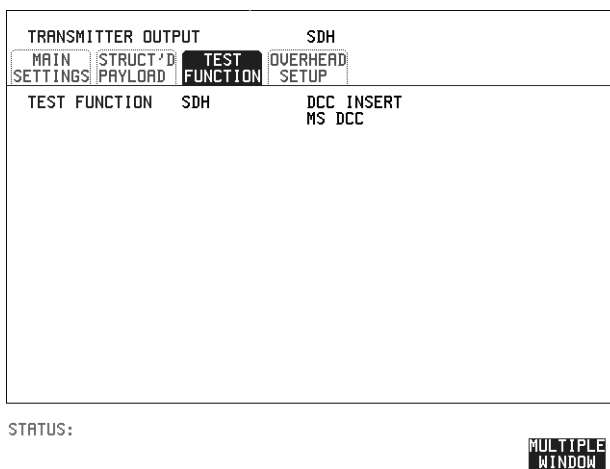 TRANSMITTER OUTPUT SDH
MAIN SETTINGS
STRUCT'D PAYLOAD
TEST FUNCTION
OVERHEAD SETUP
TEST FUNCTION SDH DCC INSERT
MS DCC
STATUS:
MULTIPLE
WINDOW